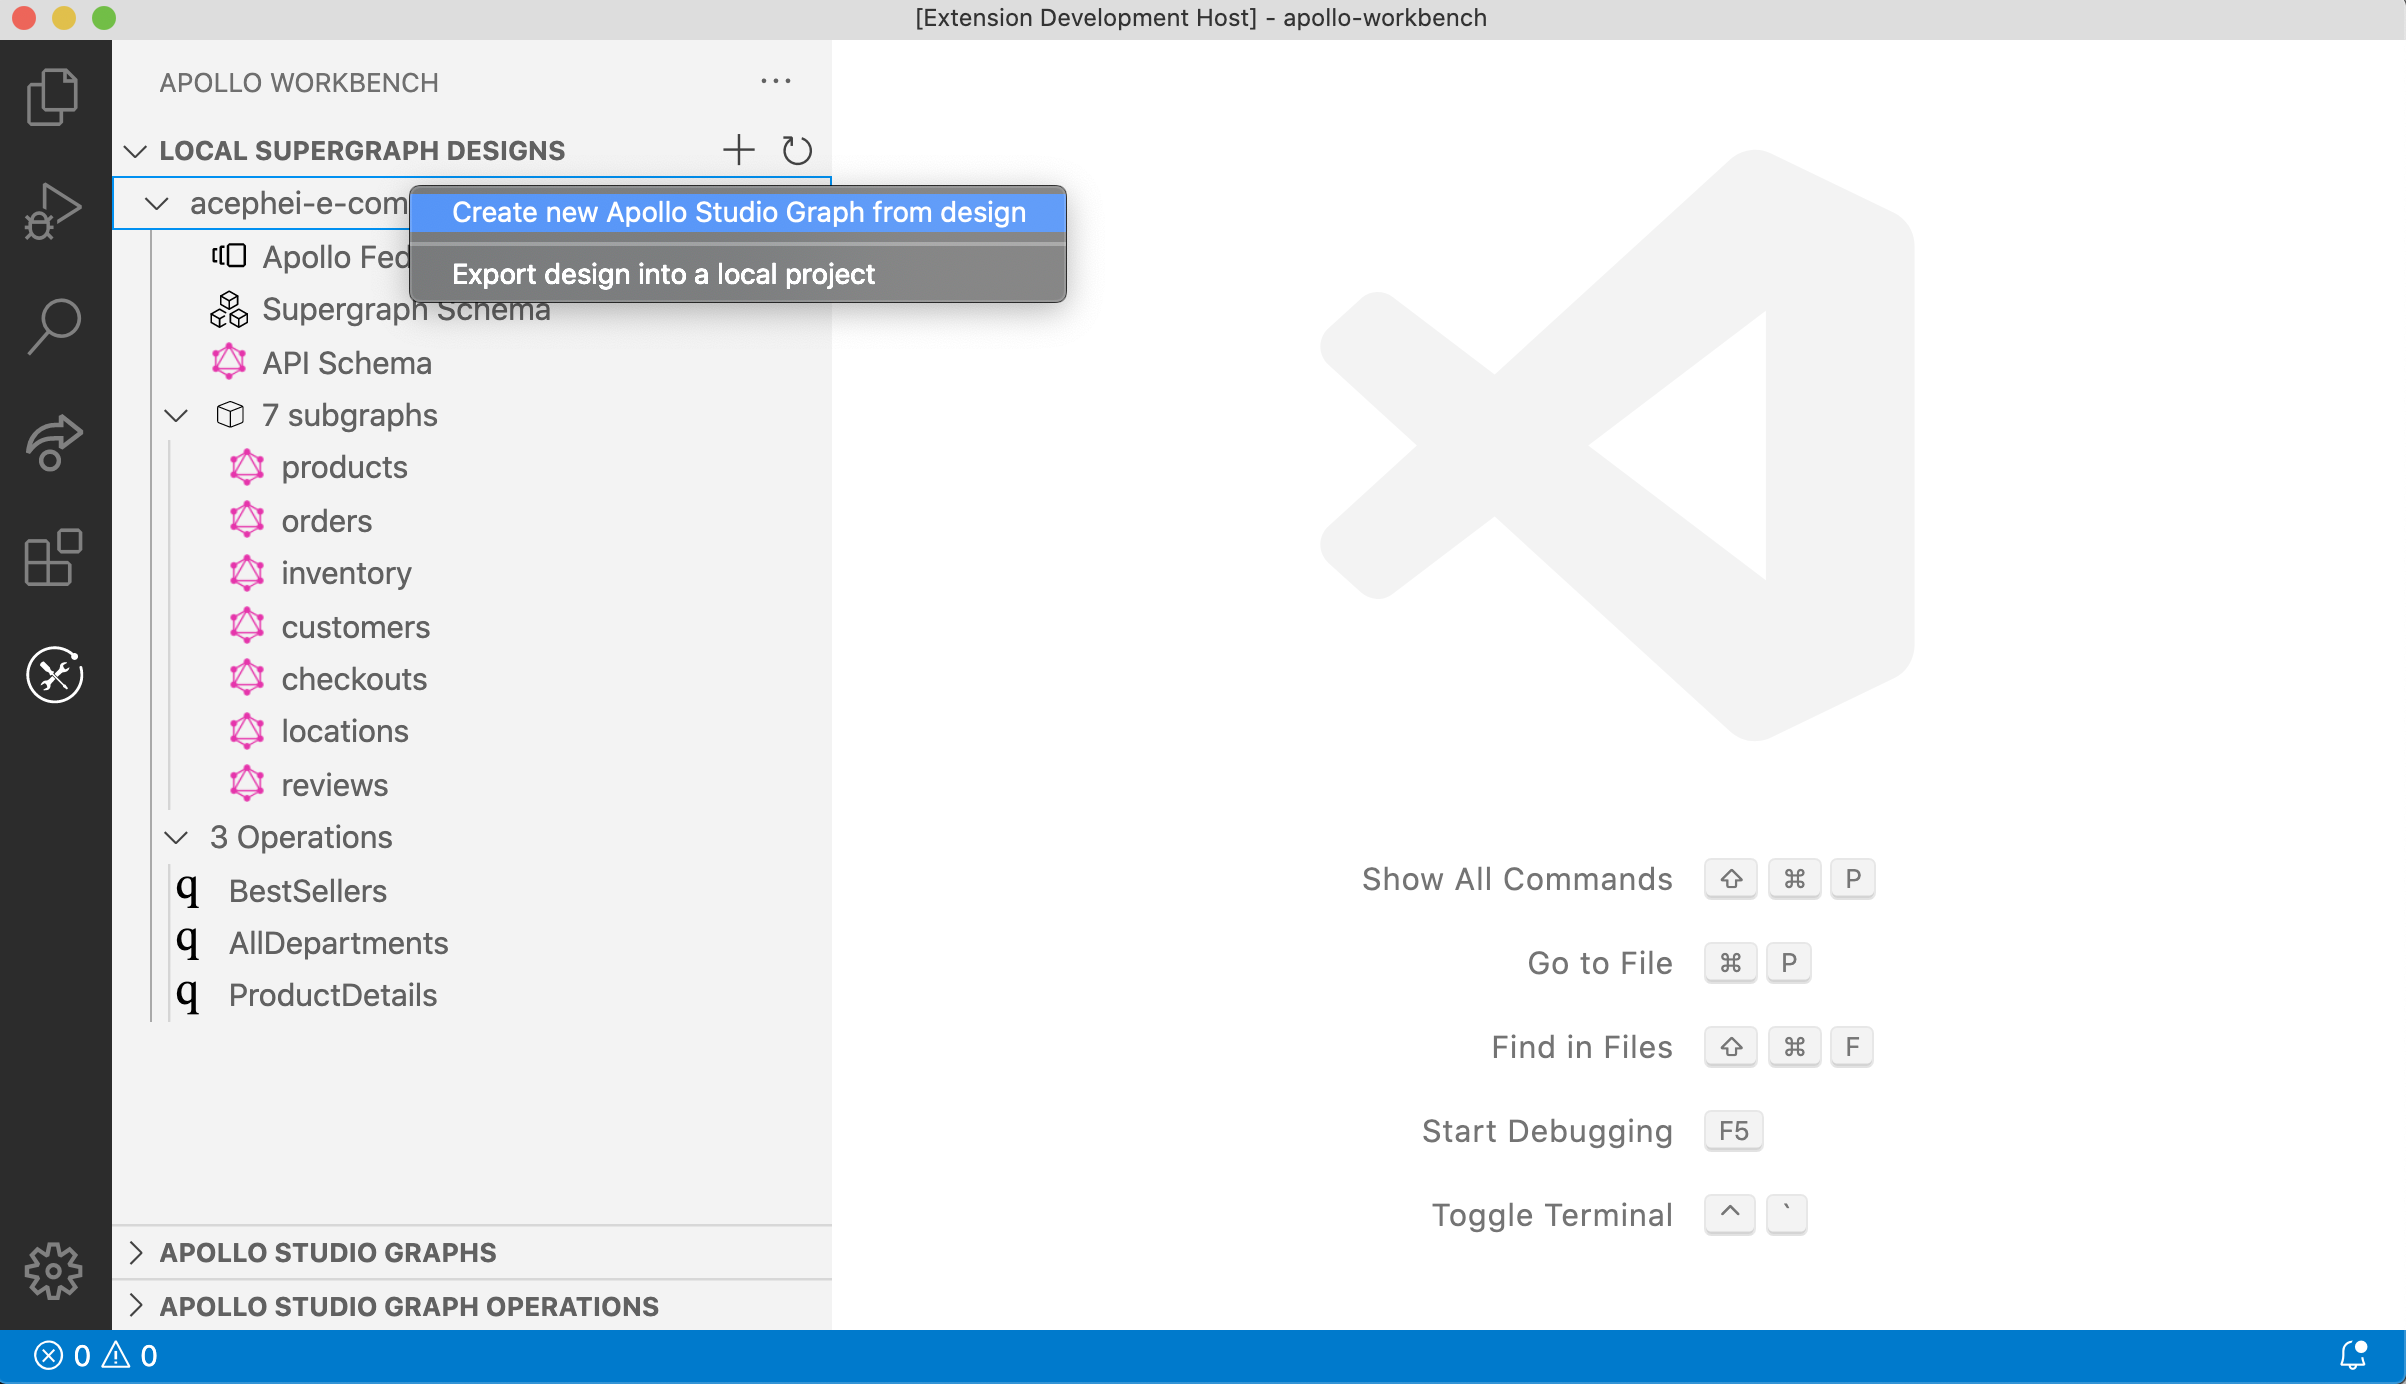 [Extension Development Host] - apollo-workbench
APOLLO WORKBENCH
LOCAL SUPERGRAPH DESIGNS
acephei-e-com
Create new Apollo Studio Graph from design
Apollo Fed
Export design into a local project
Supergraph Schema
API Schema
7 subgraphs
products
orders
inventory
customers
checkouts
locations
reviews
3 Operations
q BestSellers
q AllDepartments
q ProductDetails
APOLLO STUDIO GRAPHS
APOLLO STUDIO GRAPH OPERATIONS
Show All Commands ⇧ ⌘ P
Go to File ⌘ P
Find in Files ⇧ ⌘ F
Start Debugging F5
Toggle Terminal ^ `
0 0